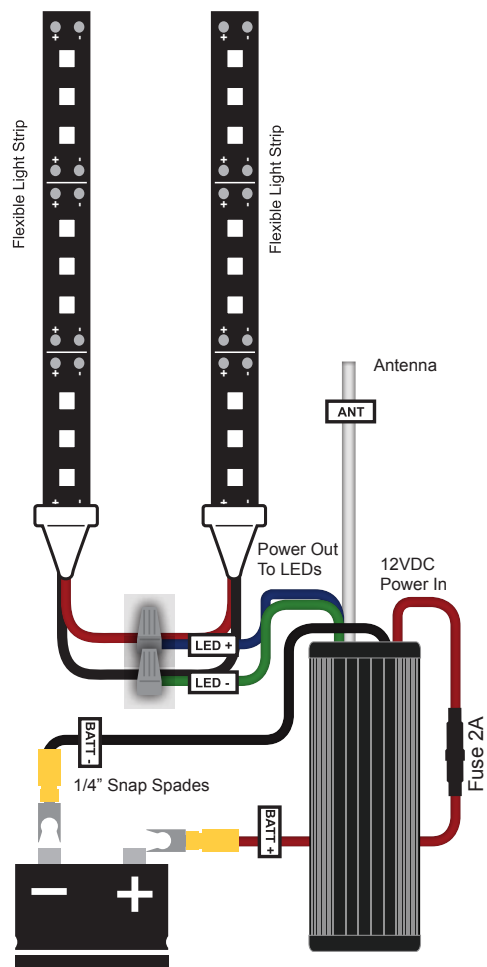 + -
+ -
Flexible Light Strip
Flexible Light Strip
+ -
+ -
+ -
+ -
+ -
+ -
+ -
+ -
Antenna
ANT
+ -
+ -
Power Out
To LEDs
12VDC
Power In
LED +
LED -
BATT -
Fuse 2A
1/4” Snap Spades
BATT +
- +